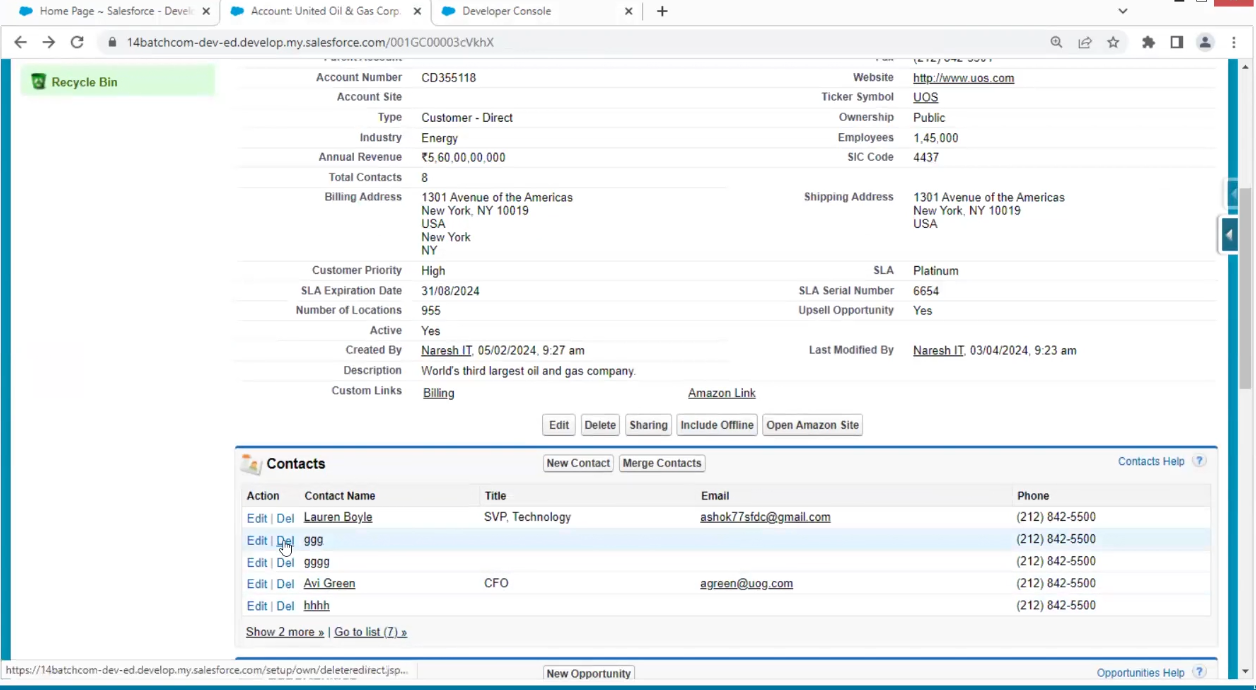 Home Page ~ Salesforce - Devel
Account: United Oil & Gas Corp.
Developer Console
14batchcom-dev-ed.develop.my.salesforce.com/001GC00003cVkhX
Recycle Bin
Account Number CD355118 Website http://www.uos.com
Account Site Ticker Symbol UOS
Type Customer - Direct Ownership Public
Industry Energy Employees 1,45,000
Annual Revenue ₹5,60,00,00,000 SIC Code 4437
Total Contacts 8
Billing Address 1301 Avenue of the Americas Shipping Address 1301 Avenue of the Americas
New York, NY 10019 New York, NY 10019
USA USA
New York
NY
Customer Priority High SLA Platinum
SLA Expiration Date 31/08/2024 SLA Serial Number 6654
Number of Locations 955 Upsell Opportunity Yes
Active Yes
Created By Naresh IT, 05/02/2024, 9:27 am Last Modified By Naresh IT, 03/04/2024, 9:23 am
Description World's third largest oil and gas company.
Custom Links Billing Amazon Link
Edit Delete Sharing Include Offline Open Amazon Site
Contacts New Contact Merge Contacts Contacts Help ?
Action Contact Name Title Email Phone
Edit | Del Lauren Boyle SVP, Technology ashok77sfdc@gmail.com (212) 842-5500
Edit | Del ggg (212) 842-5500
Edit | Del gggg (212) 842-5500
Edit | Del Avi Green CFO agreen@uog.com (212) 842-5500
Edit | Del hhhh (212) 842-5500
Show 2 more » | Go to list (7) »
https://14batchcom-dev-ed.develop.my.salesforce.com/setup/own/deleteredirect.jsp...
New Opportunity Opportunities Help ?